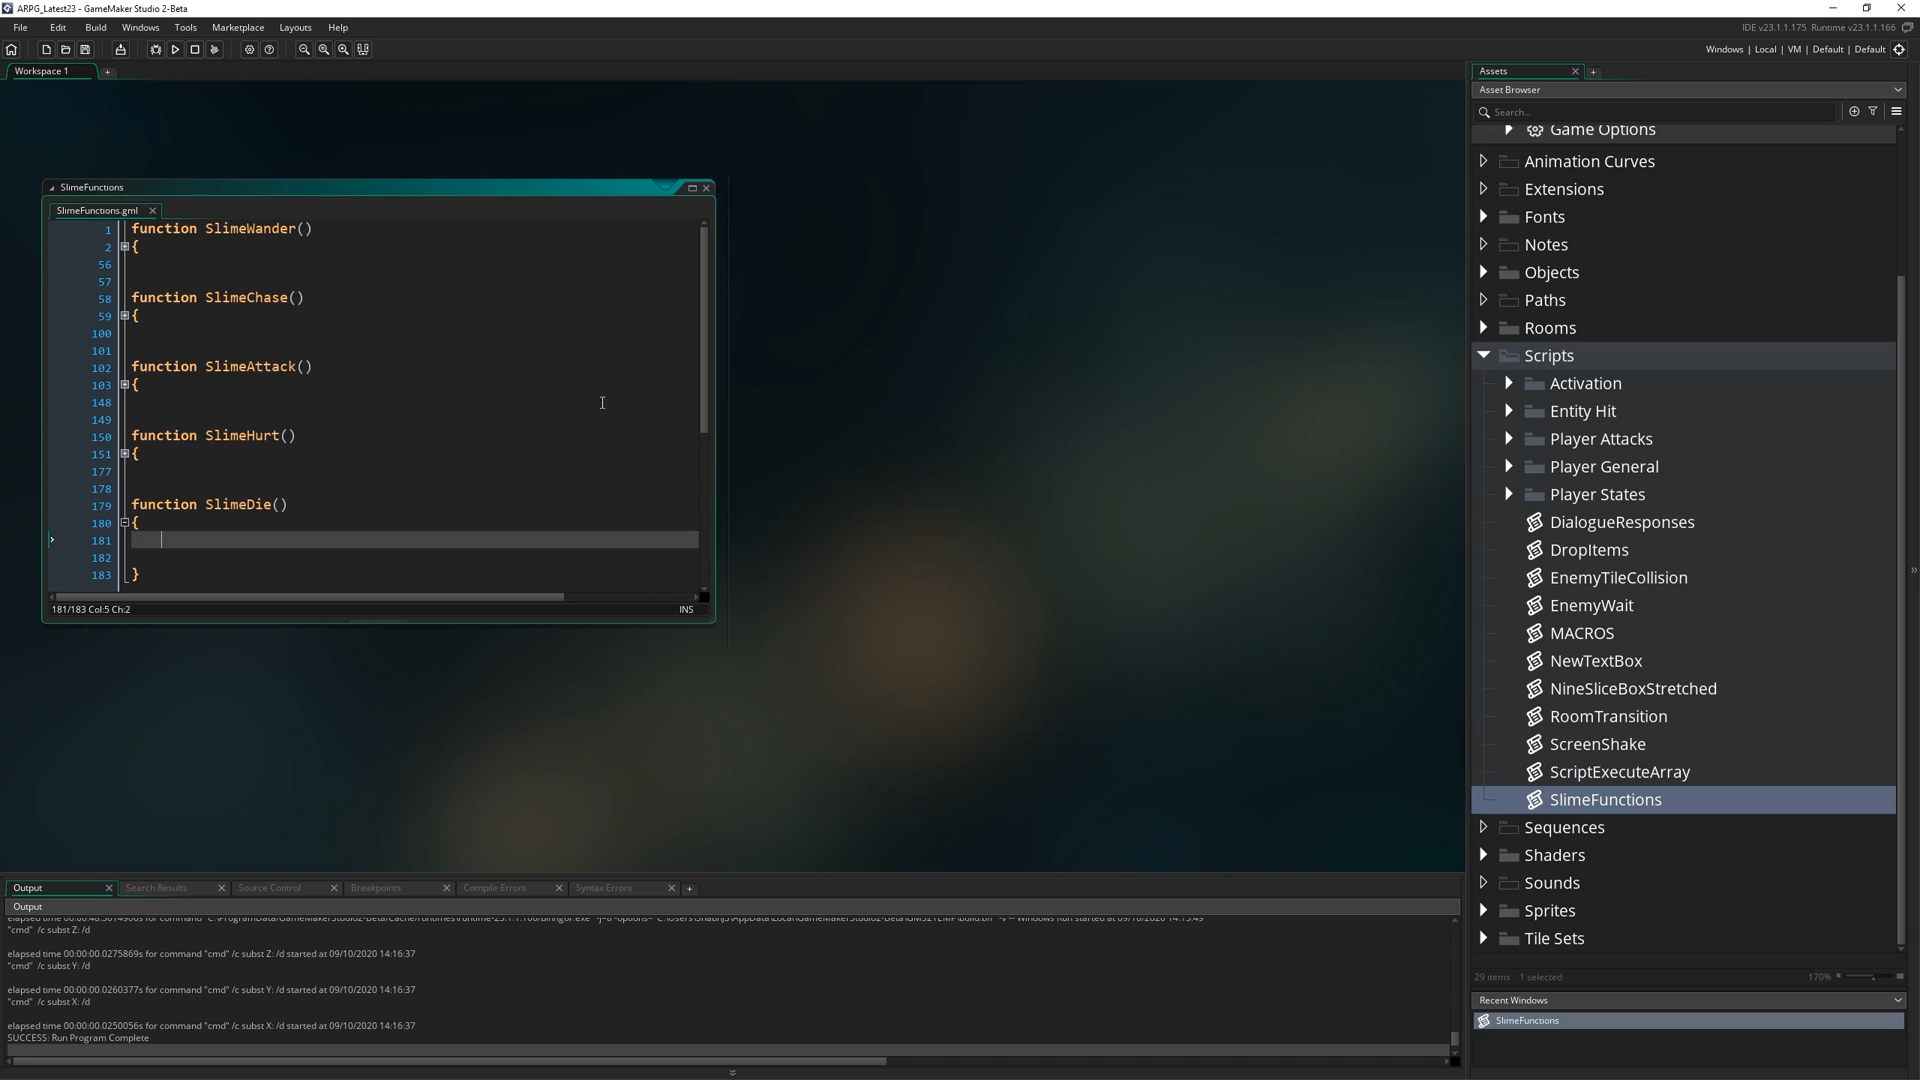 ARPG_Latest23 - GameMaker Studio 2-Beta
File Edit Build Windows Tools Marketplace Layouts Help
IDE v23.1.1.175 Runtime v23.1.1.166
Windows | Local | VM | Default | Default
Workspace 1
SlimeFunctions
SlimeFunctions.gml
1 function SlimeWander()
2 {
56
57
58 function SlimeChase()
59 {
100
101
102 function SlimeAttack()
103 {
148
149
150 function SlimeHurt()
151 {
177
178
179 function SlimeDie()
180 {
181
182
183 }
181/183 Col:5 Ch:2 INS
Assets
Asset Browser
Search...
Game Options
Animation Curves
Extensions
Fonts
Notes
Objects
Paths
Rooms
Scripts
Activation
Entity Hit
Player Attacks
Player General
Player States
DialogueResponses
DropItems
EnemyTileCollision
EnemyWait
MACROS
NewTextBox
NineSliceBoxStretched
RoomTransition
ScreenShake
ScriptExecuteArray
SlimeFunctions
Sequences
Shaders
Sounds
Sprites
Tile Sets
29 items 1 selected 170%
Recent Windows
SlimeFunctions
Output Search Results Source Control Breakpoints Compile Errors Syntax Errors
Output
"cmd" /c subst Z: /d
elapsed time 00:00:00.0275869s for command "cmd" /c subst Z: /d started at 09/10/2020 14:16:37
"cmd" /c subst Y: /d
elapsed time 00:00:00.0260377s for command "cmd" /c subst Y: /d started at 09/10/2020 14:16:37
"cmd" /c subst X: /d
elapsed time 00:00:00.0250056s for command "cmd" /c subst X: /d started at 09/10/2020 14:16:37
SUCCESS: Run Program Complete